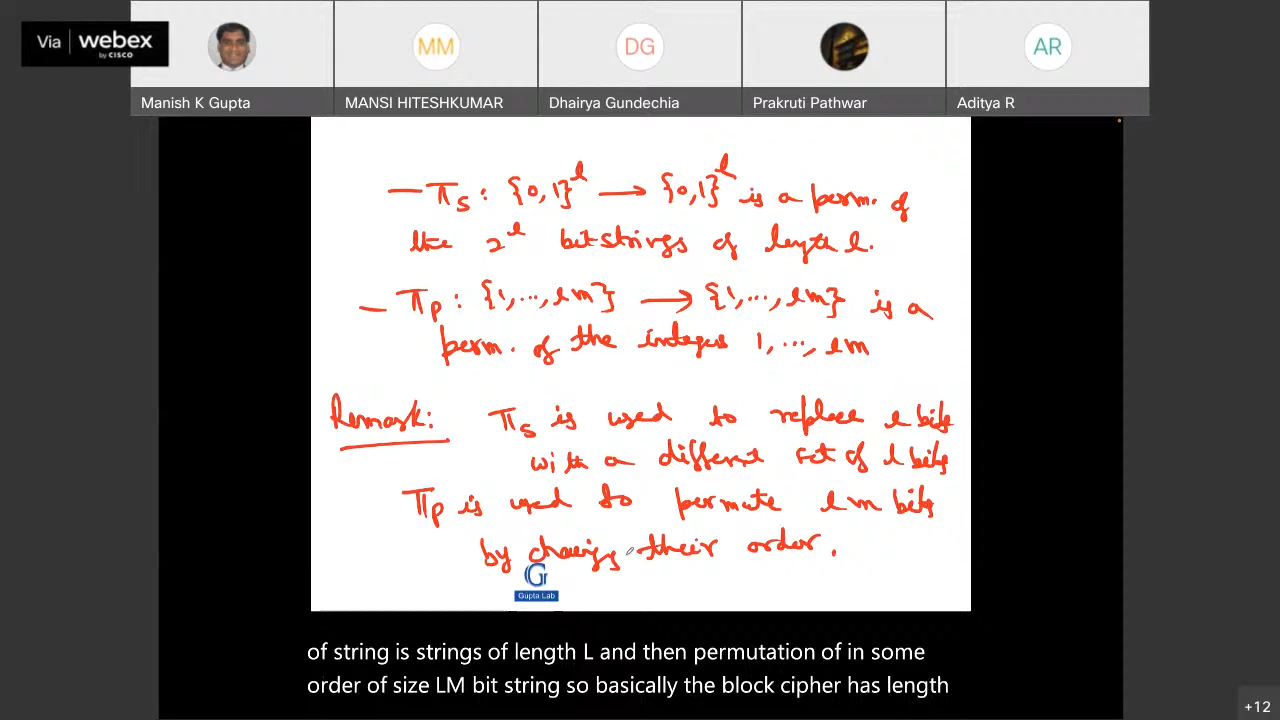 Via webex
by CISCO
MM
DG
AR
Manish K Gupta
MANSI HITESHKUMAR
Dhairya Gundechia
Prakruti Pathwar
Aditya R
— πs : {0,1}^l → {0,1}^l is a perm. of
the 2^l bitstrings of length l.
— πp : {1,...,lm} → {1,...,lm} is a
perm. of the integers 1,...,lm
Remark: πs is used to replace l bits
with a different set of l bits
πp is used to permute lm bits
by changing their order.
G
Gupta Lab
of string is strings of length L and then permutation of in some
order of size LM bit string so basically the block cipher has length
+12